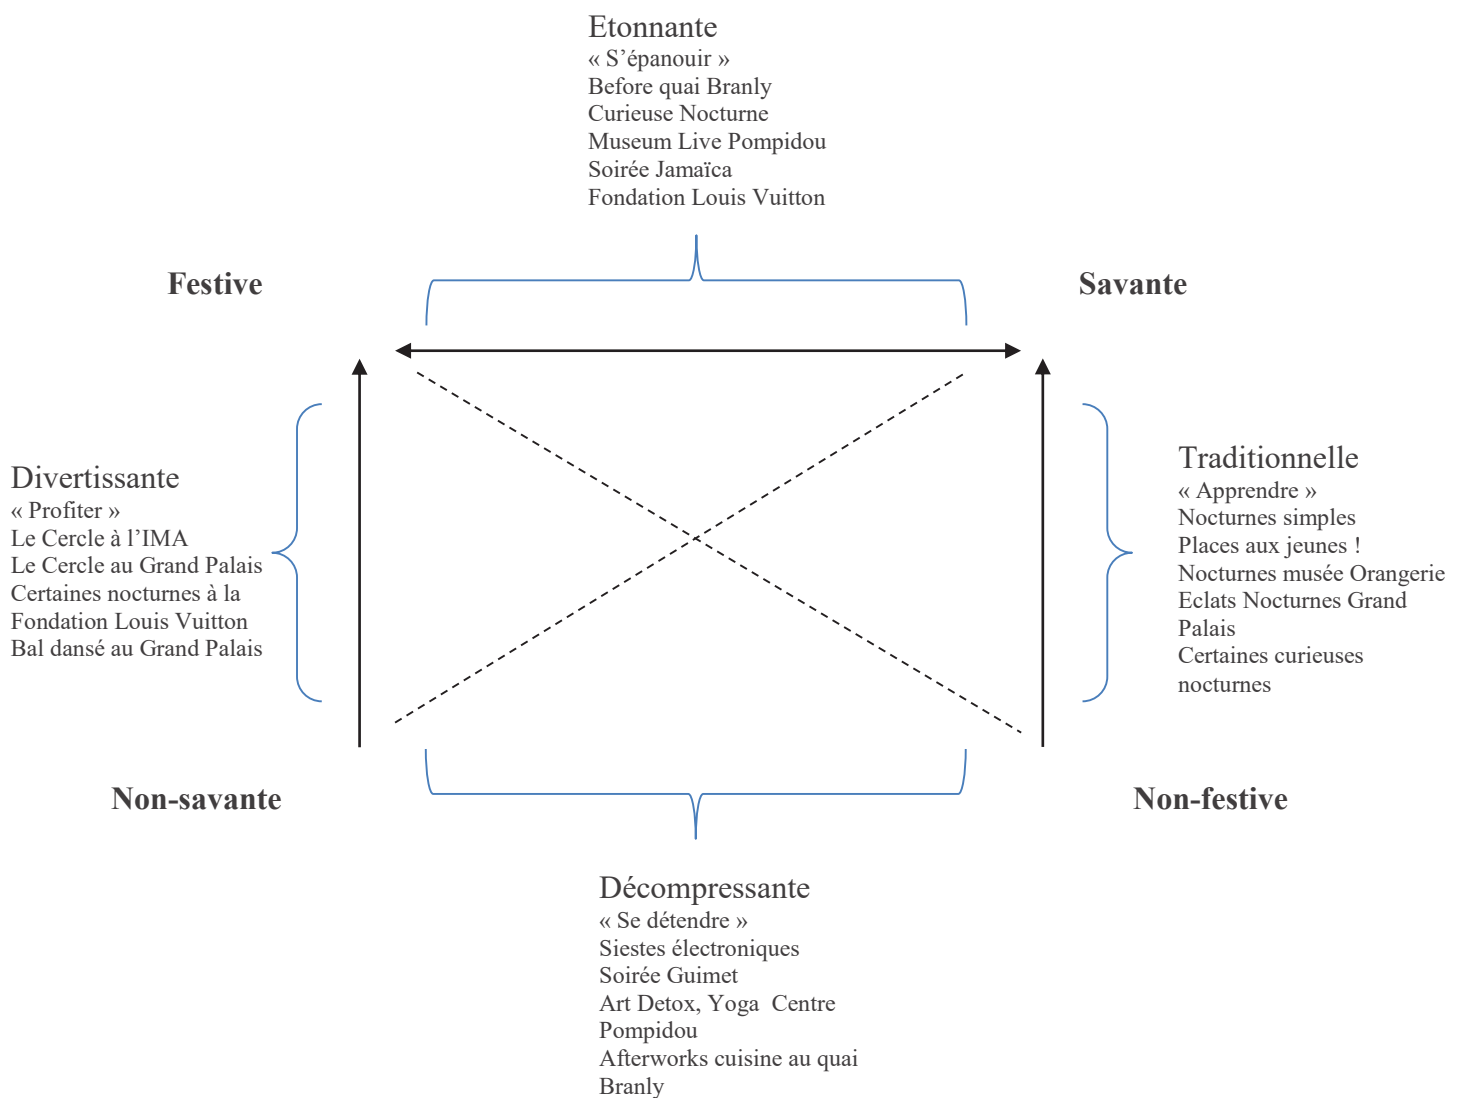 Etonnante
« S’épanouir »
Before quai Branly
Curieuse Nocturne
Museum Live Pompidou
Soirée Jamaïca
Fondation Louis Vuitton
Festive
Savante
Divertissante
« Profiter »
Le Cercle à l’IMA
Le Cercle au Grand Palais
Certaines nocturnes à la
Fondation Louis Vuitton
Bal dansé au Grand Palais
Traditionnelle
« Apprendre »
Nocturnes simples
Places aux jeunes !
Nocturnes musée Orangerie
Eclats Nocturnes Grand
Palais
Certaines curieuses
nocturnes
Non-savante
Non-festive
Décompressante
« Se détendre »
Siestes électroniques
Soirée Guimet
Art Detox, Yoga  Centre
Pompidou
Afterworks cuisine au quai
Branly